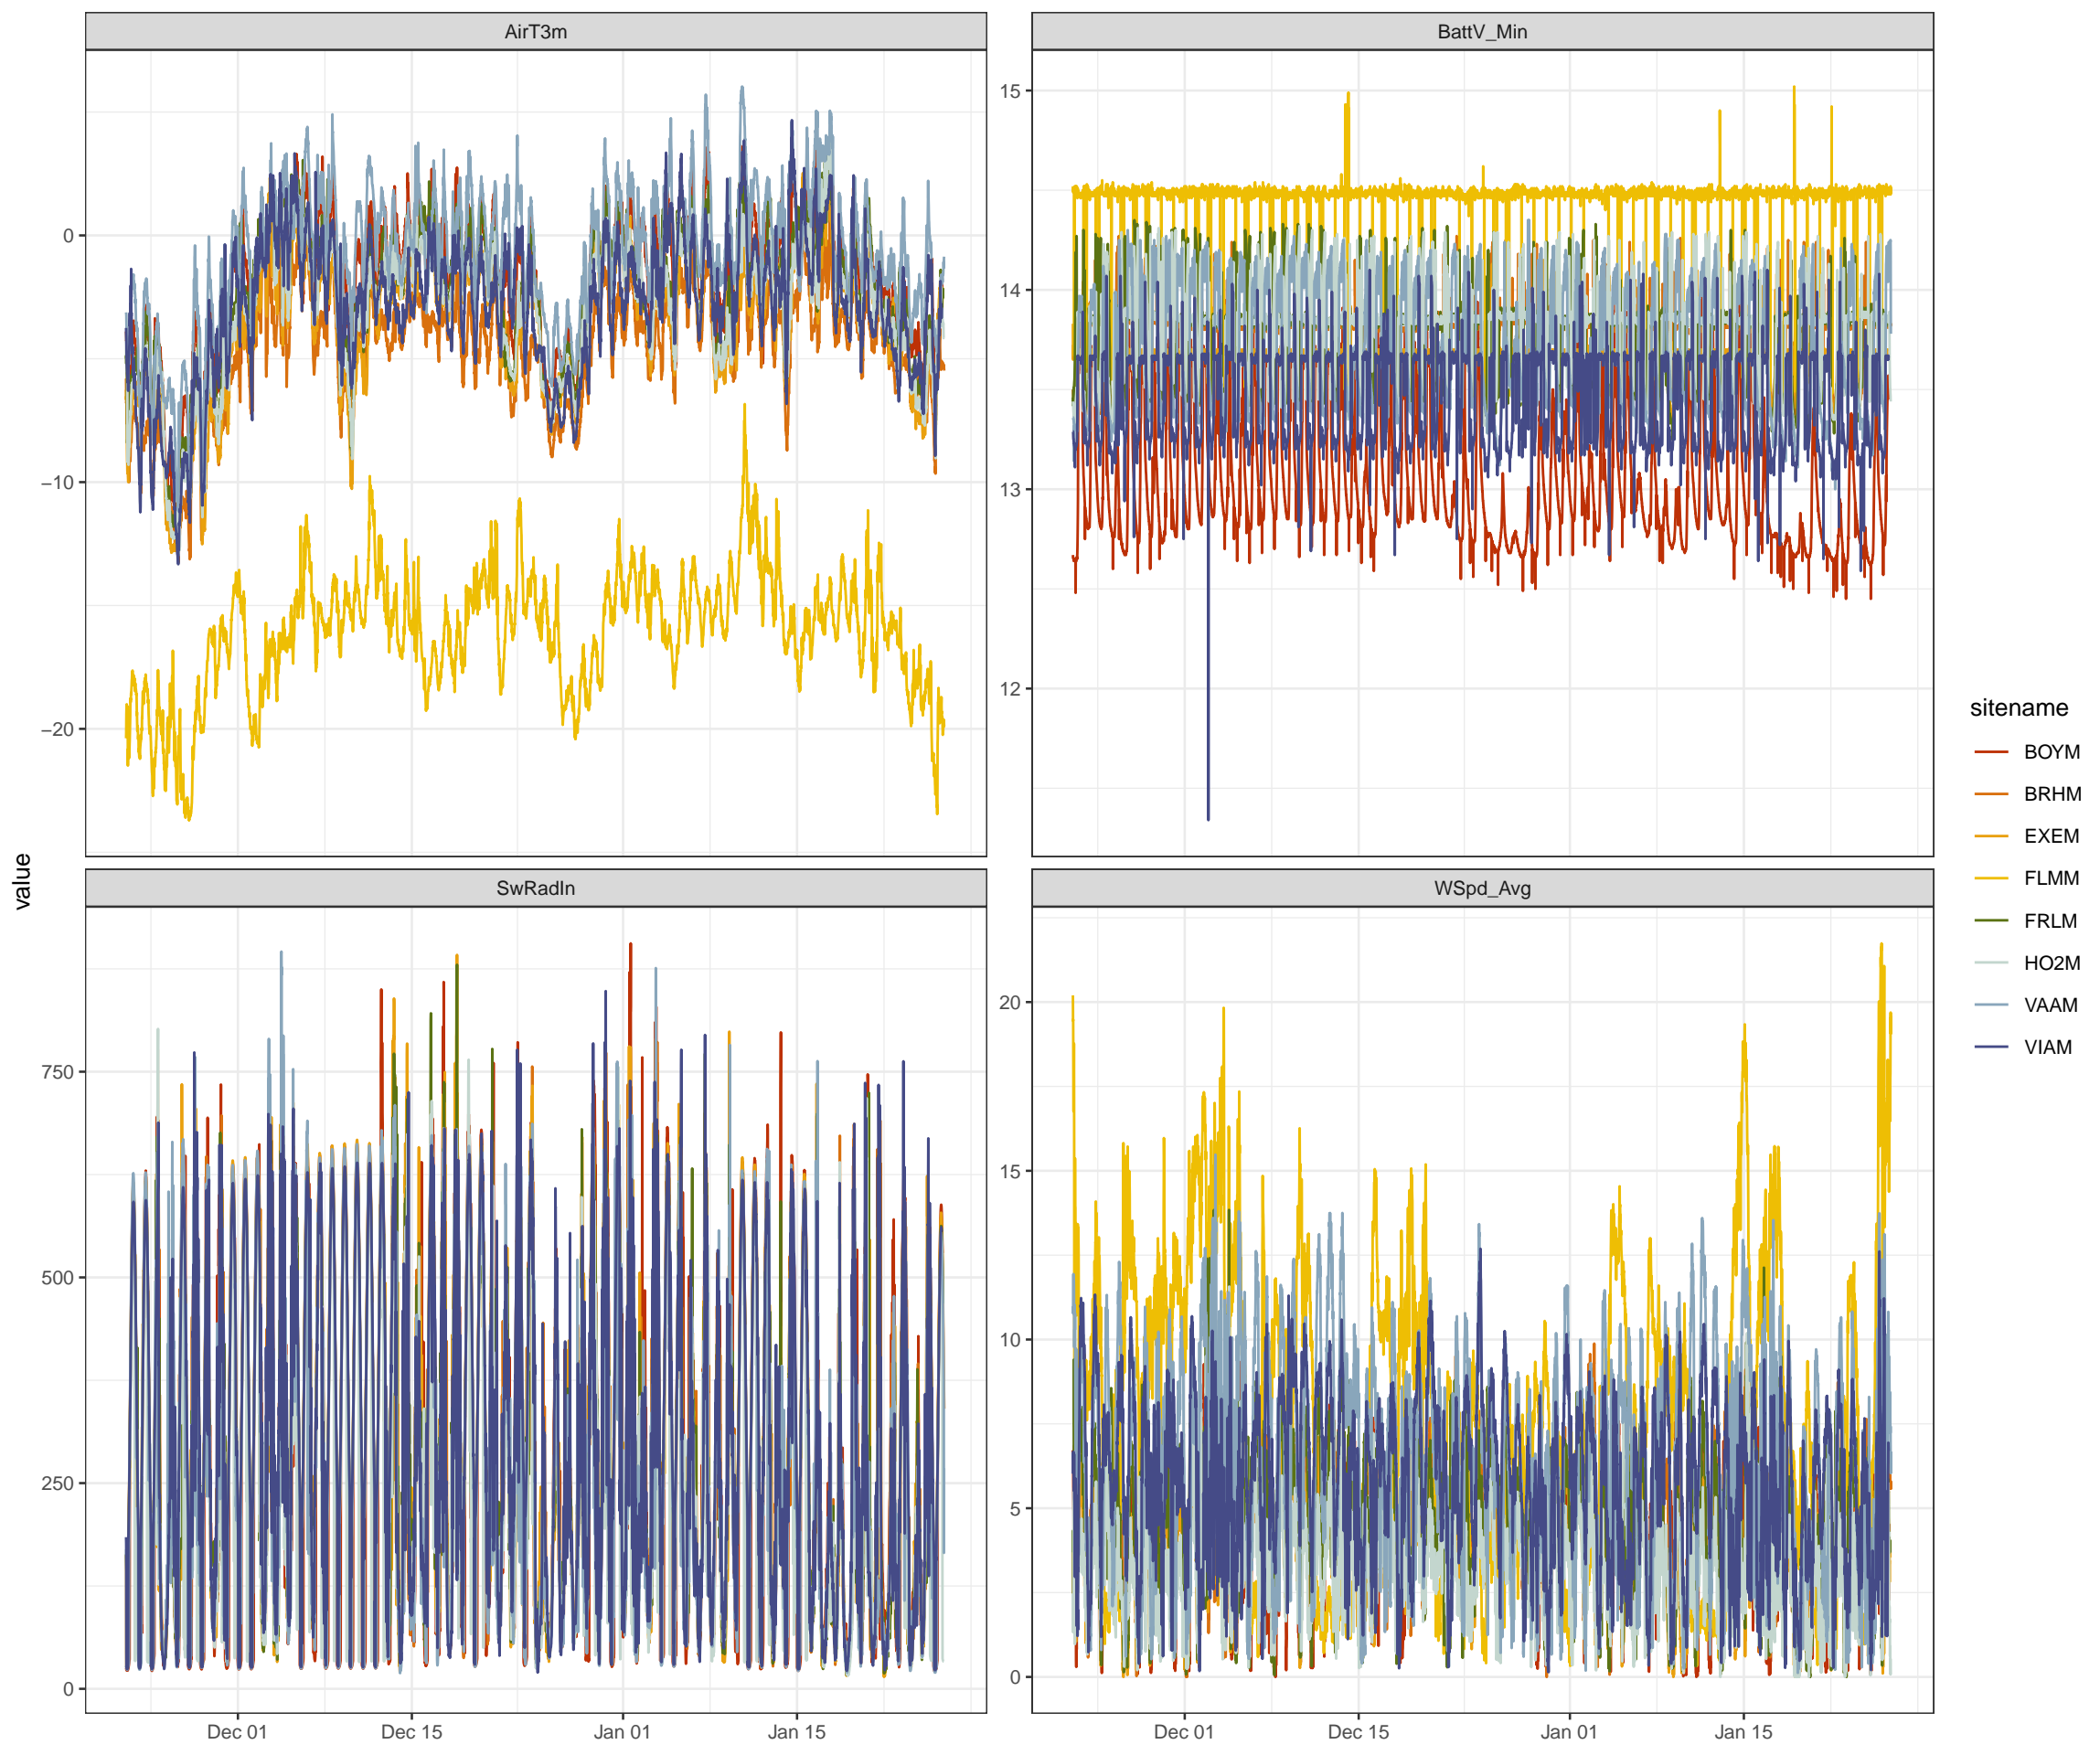 AirT3m
BattV_Min
0
−10
−20
15
14
13
12
SwRadIn
WSpd_Avg
750
500
250
0
20
15
10
5
0
Dec 01
Dec 15
Jan 01
Jan 15
Dec 01
Dec 15
Jan 01
Jan 15
value
sitename
BOYM
BRHM
EXEM
FLMM
FRLM
HO2M
VAAM
VIAM